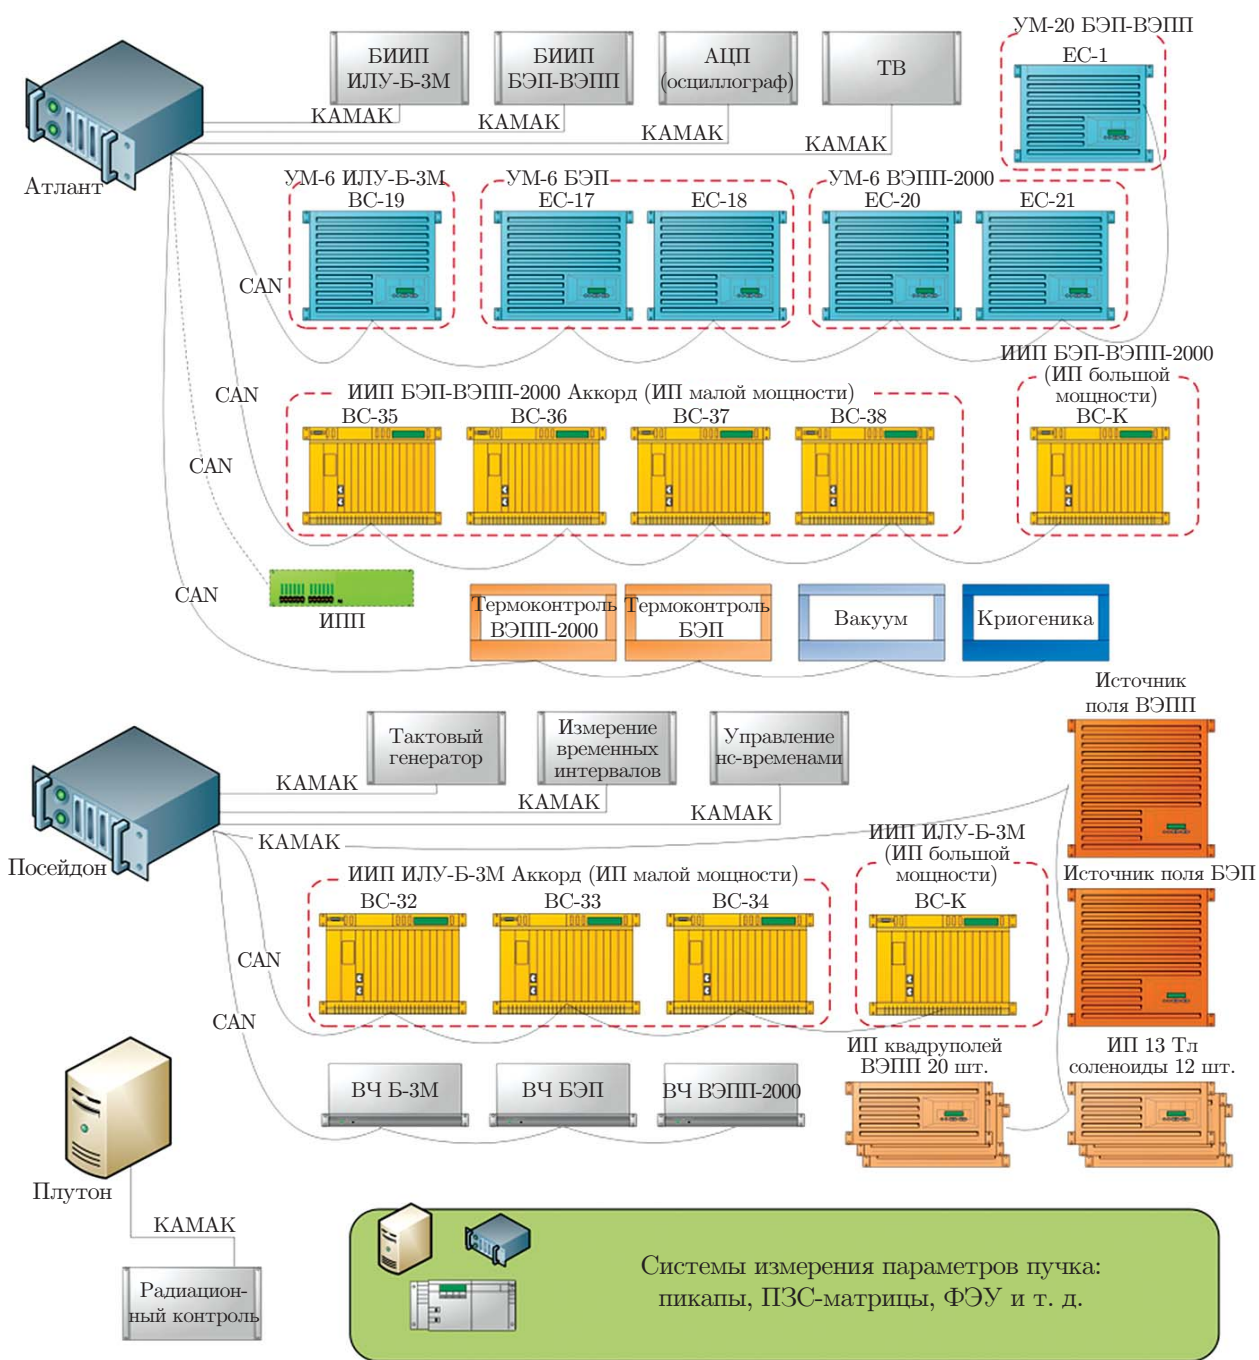 УМ-20 БЭП-ВЭПП
ЕС-1
БИИП
ИЛУ-Б-3М
БИИП
БЭП-ВЭПП
АЦП
(осциллограф)
ТВ
КАМАК
КАМАК
КАМАК
КАМАК
Атлант
УМ-6 ИЛУ-Б-3М
ВС-19
УМ-6 БЭП
ЕС-17
ЕС-18
УМ-6 ВЭПП-2000
ЕС-20
ЕС-21
CAN
ИИП БЭП-ВЭПП-2000
(ИП большой
мощности)
ВС-К
ИИП БЭП-ВЭПП-2000 Аккорд (ИП малой мощности)
ВС-35
ВС-36
ВС-37
ВС-38
CAN
CAN
CAN
ИПП
Термоконтроль
ВЭПП-2000
Термоконтроль
БЭП
Вакуум
Криогеника
Источник
поля ВЭПП
Тактовый
генератор
Измерение
временных
интервалов
Управление
нс-временами
КАМАК
КАМАК
КАМАК
КАМАК
Посейдон
ИИП ИЛУ-Б-3М
(ИП большой
мощности)
ВС-К
ИИП ИЛУ-Б-3М Аккорд (ИП малой мощности)
ВС-32
ВС-33
ВС-34
Источник поля БЭП
CAN
CAN
ИП квадруполей
ВЭПП 20 шт.
ИП 13 Тл
соленоиды 12 шт.
ВЧ Б-3М
ВЧ БЭП
ВЧ ВЭПП-2000
Плутон
КАМАК
Радиацион-
ный контроль
Системы измерения параметров пучка:
пикапы, ПЗС-матрицы, ФЭУ и т. д.